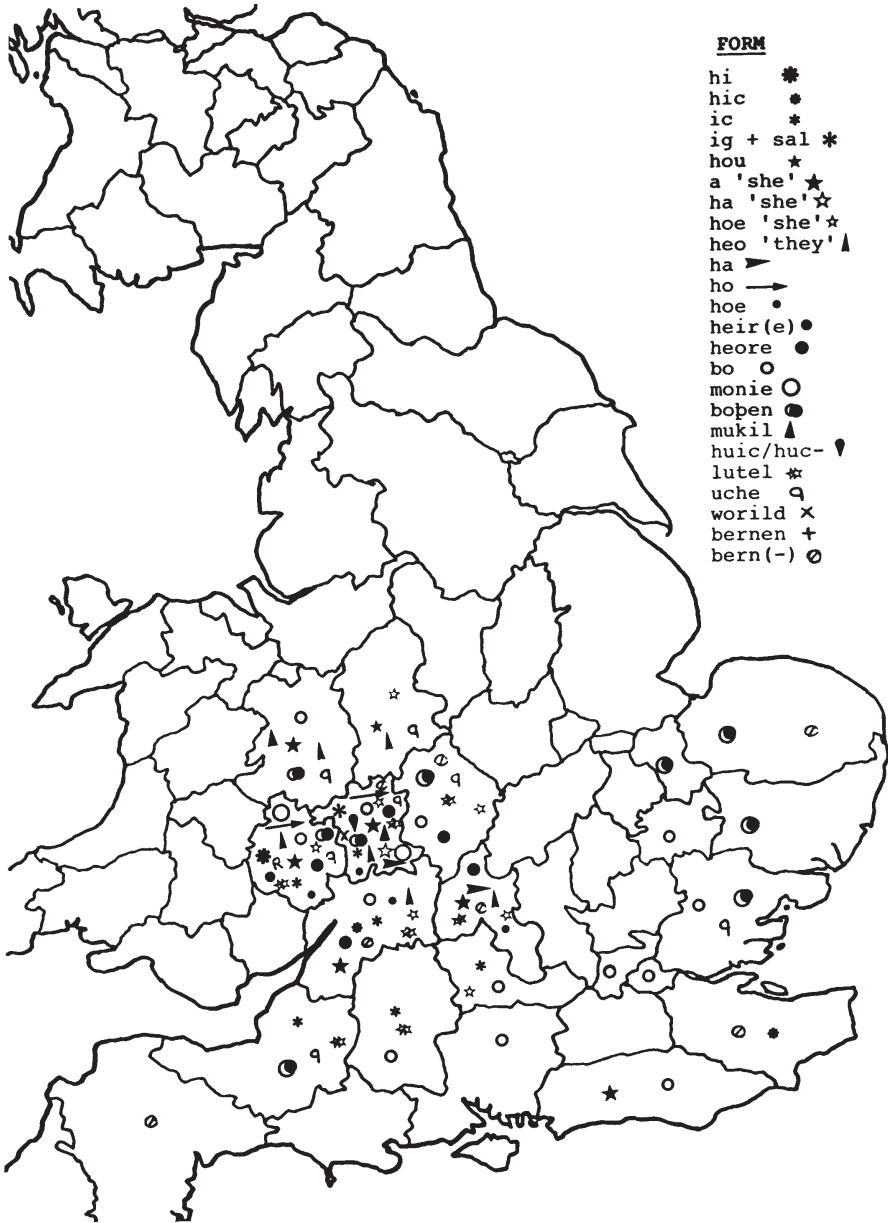 FORM
hi
hic
ic
ig + sal
hou
a 'she'
ha 'she'
hoe 'she'
heo 'they'
ha
ho
hoe
heir(e)
heore
bo
monie
boþen
mukil
huic/huc-
lutel
uche
worild
bernen
bern(-)